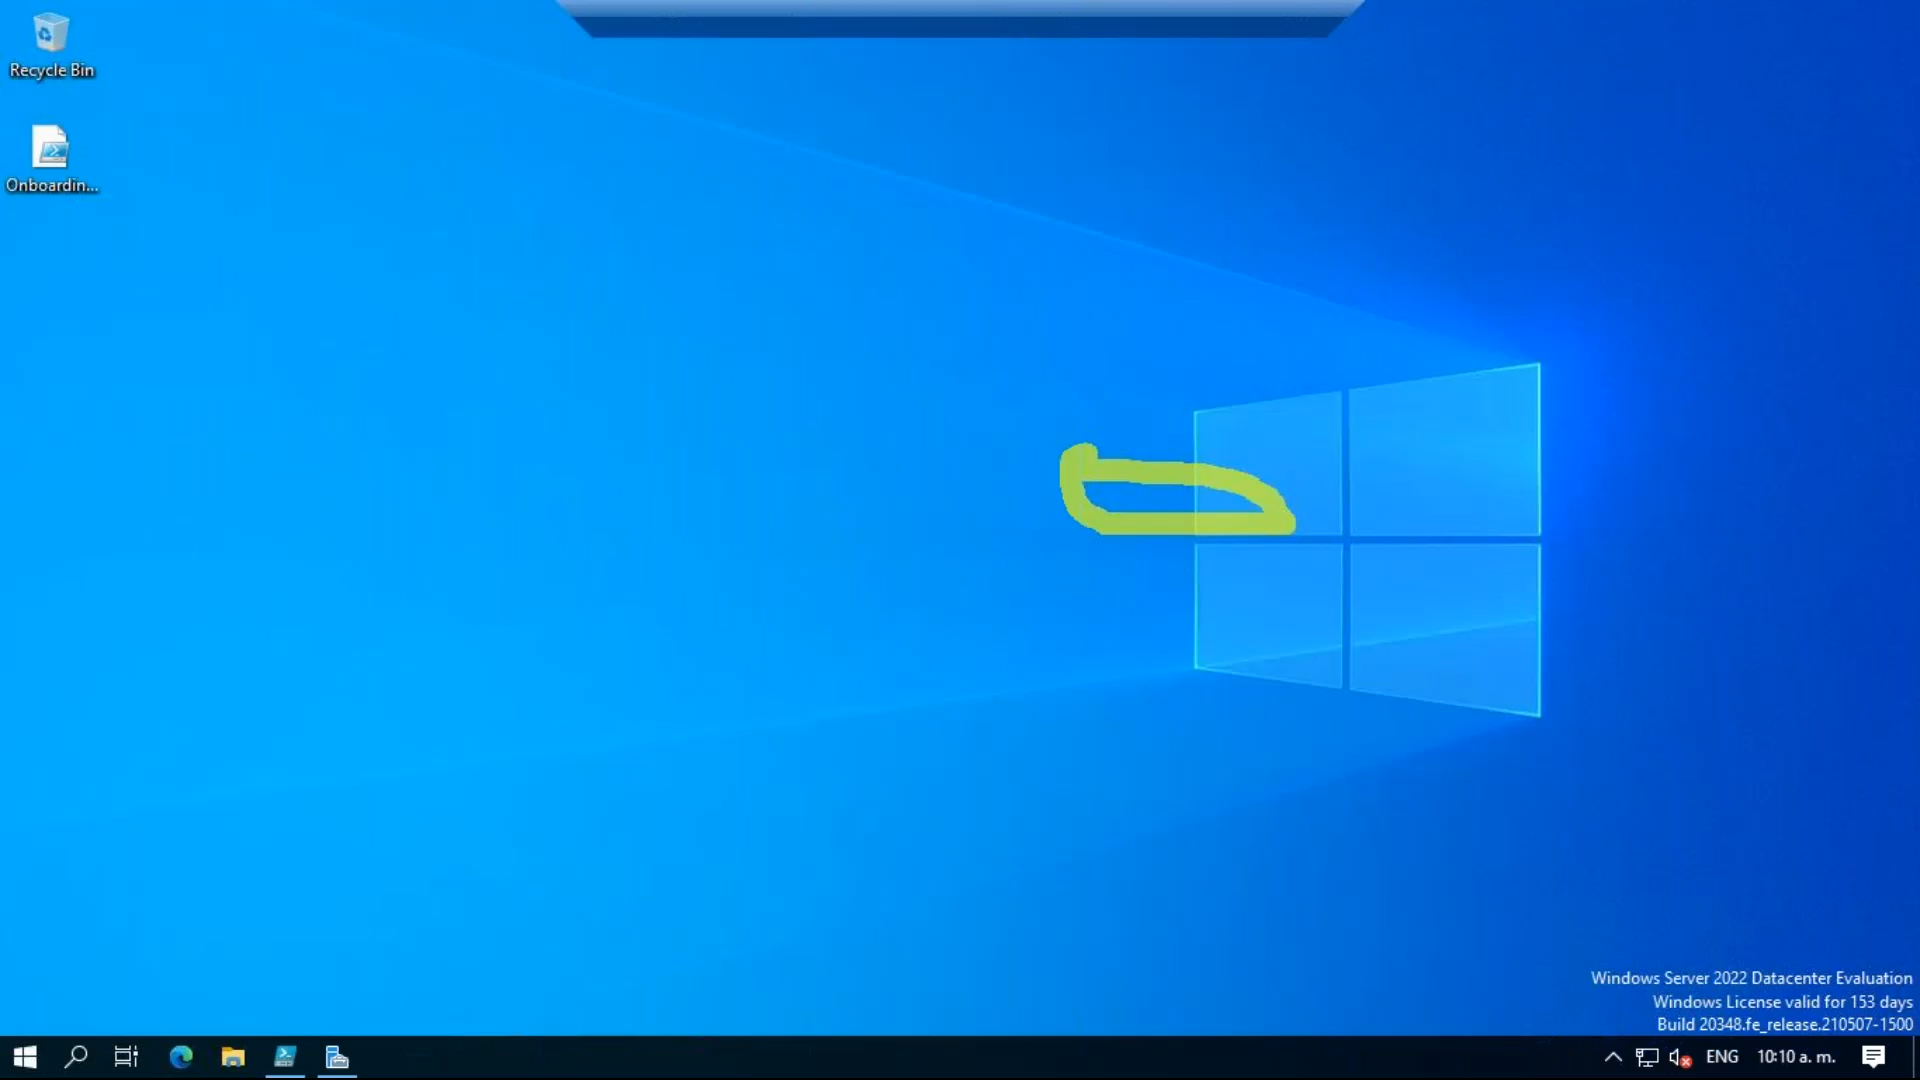 Recycle Bin
Onboardin...
Windows Server 2022 Datacenter Evaluation
Windows License valid for 153 days
Build 20348.fe_release.210507-1500
ENG
10:10 a. m.